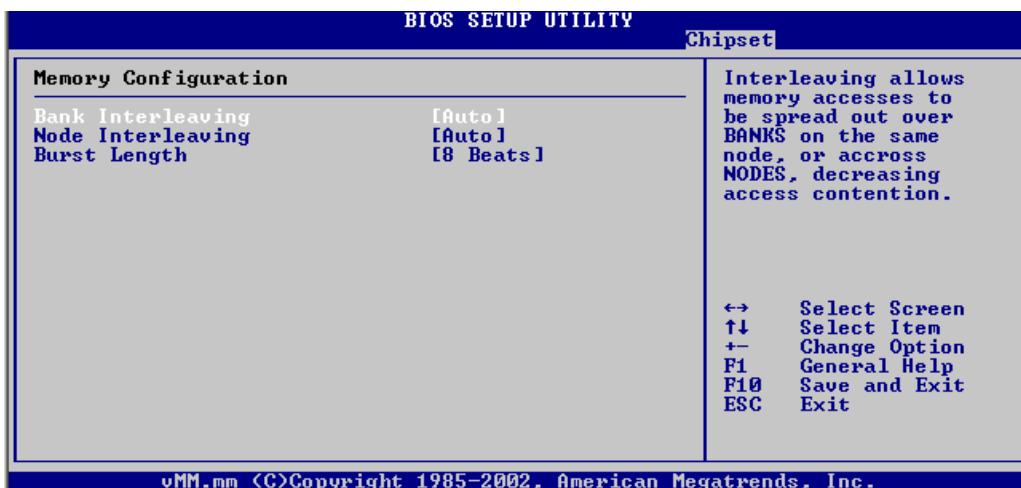 BIOS SETUP UTILITY
Chipset
Memory Configuration
Bank Interleaving [Auto]
Node Interleaving [Auto]
Burst Length [8 Beats]
Interleaving allows
memory accesses to
be spread out over
BANKS on the same
node, or accross
NODES, decreasing
access contention.
←→ Select Screen
↑↓ Select Item
+- Change Option
F1 General Help
F10 Save and Exit
ESC Exit
vMM.mm (C)Copyright 1985-2002, American Megatrends, Inc.